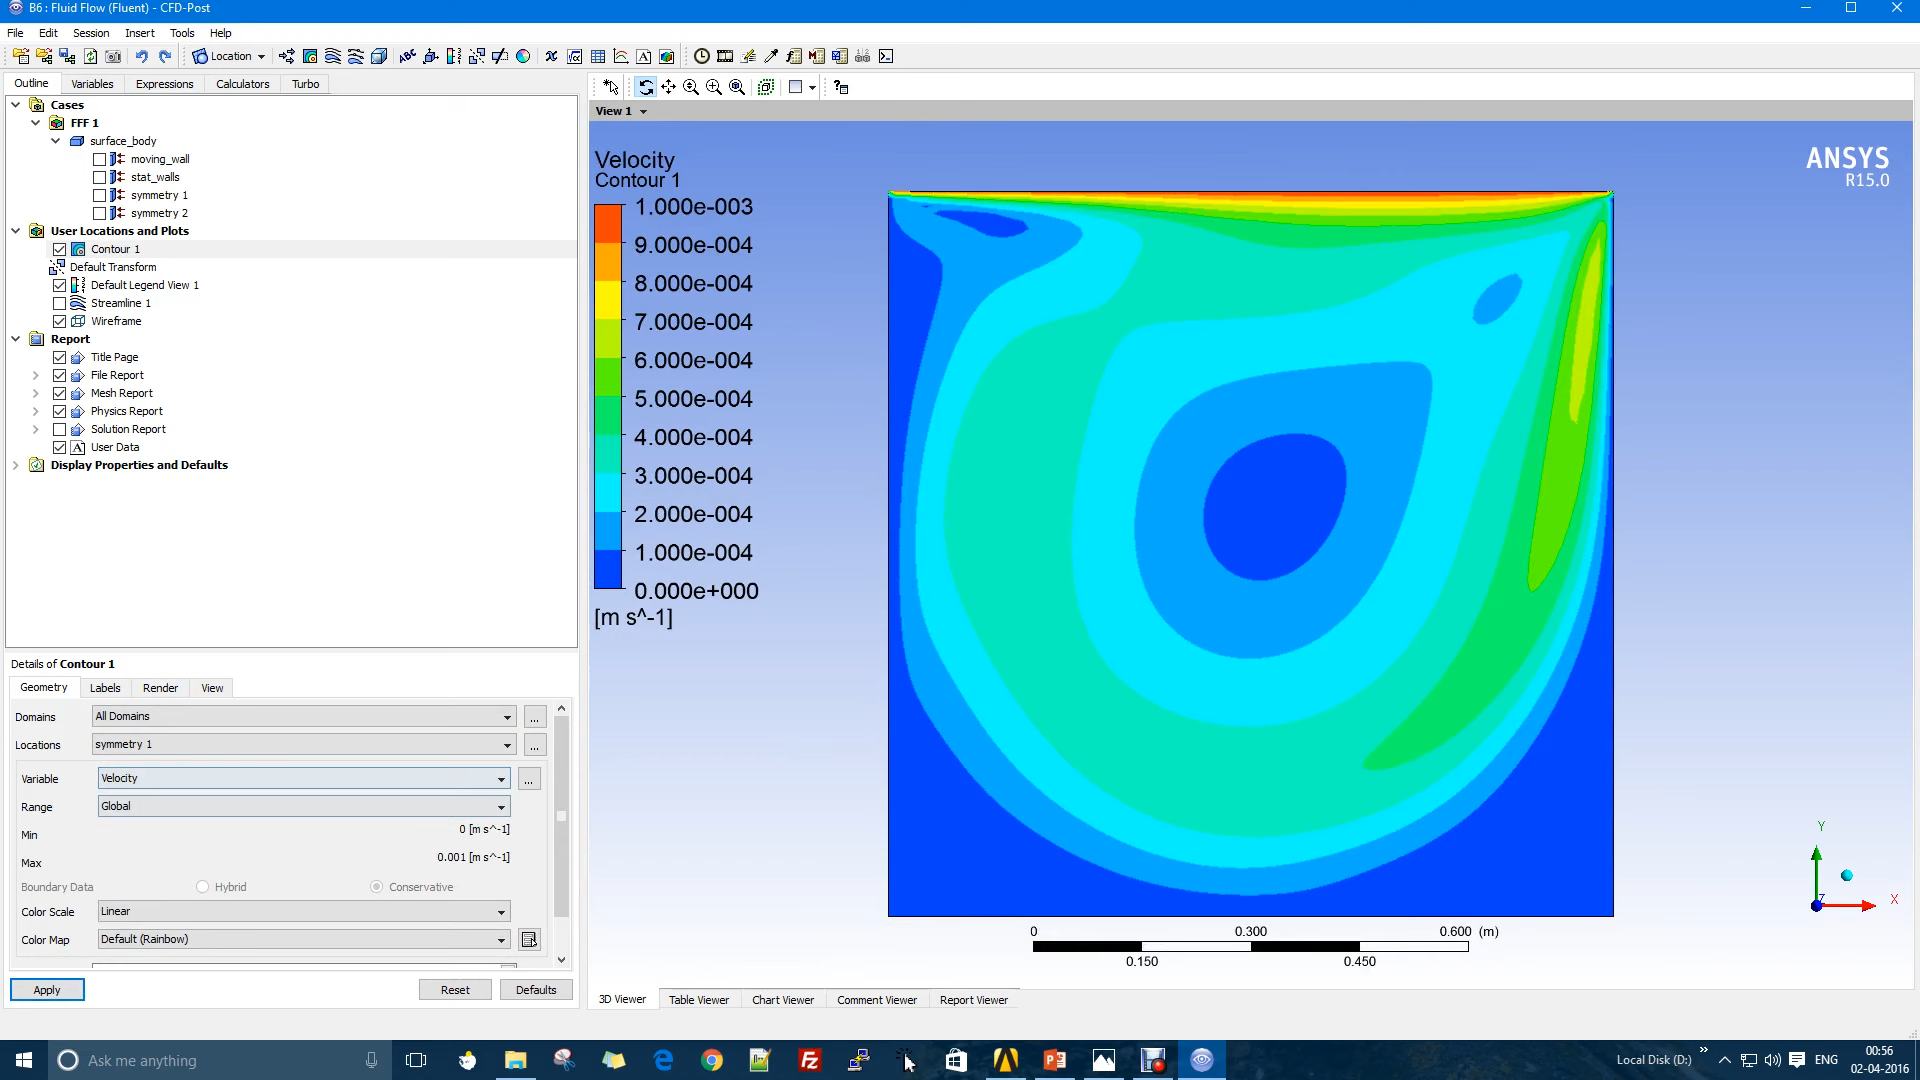 B6 : Fluid Flow (Fluent) - CFD-Post
File Edit Session Insert Tools Help
Location
Outline Variables Expressions Calculators Turbo
Cases
FFF 1
surface_body
moving_wall
stat_walls
symmetry 1
symmetry 2
User Locations and Plots
Contour 1
Default Transform
Default Legend View 1
Streamline 1
Wireframe
Report
Title Page
File Report
Mesh Report
Physics Report
Solution Report
User Data
Display Properties and Defaults
Details of Contour 1
Geometry Labels Render View
Domains All Domains ...
Locations symmetry 1 ...
Variable Velocity ...
Range Global
Min 0 [m s^-1]
Max 0.001 [m s^-1]
Boundary Data Hybrid Conservative
Color Scale Linear
Color Map Default (Rainbow)
Apply Reset Defaults
View 1
Velocity
Contour 1
1.000e-003
9.000e-004
8.000e-004
7.000e-004
6.000e-004
5.000e-004
4.000e-004
3.000e-004
2.000e-004
1.000e-004
0.000e+000
[m s^-1]
ANSYS
R15.0
Y
Z X
0 0.300 0.600 (m)
0.150 0.450
3D Viewer Table Viewer Chart Viewer Comment Viewer Report Viewer
Ask me anything
Local Disk (D:)
ENG
00:56
02-04-2016